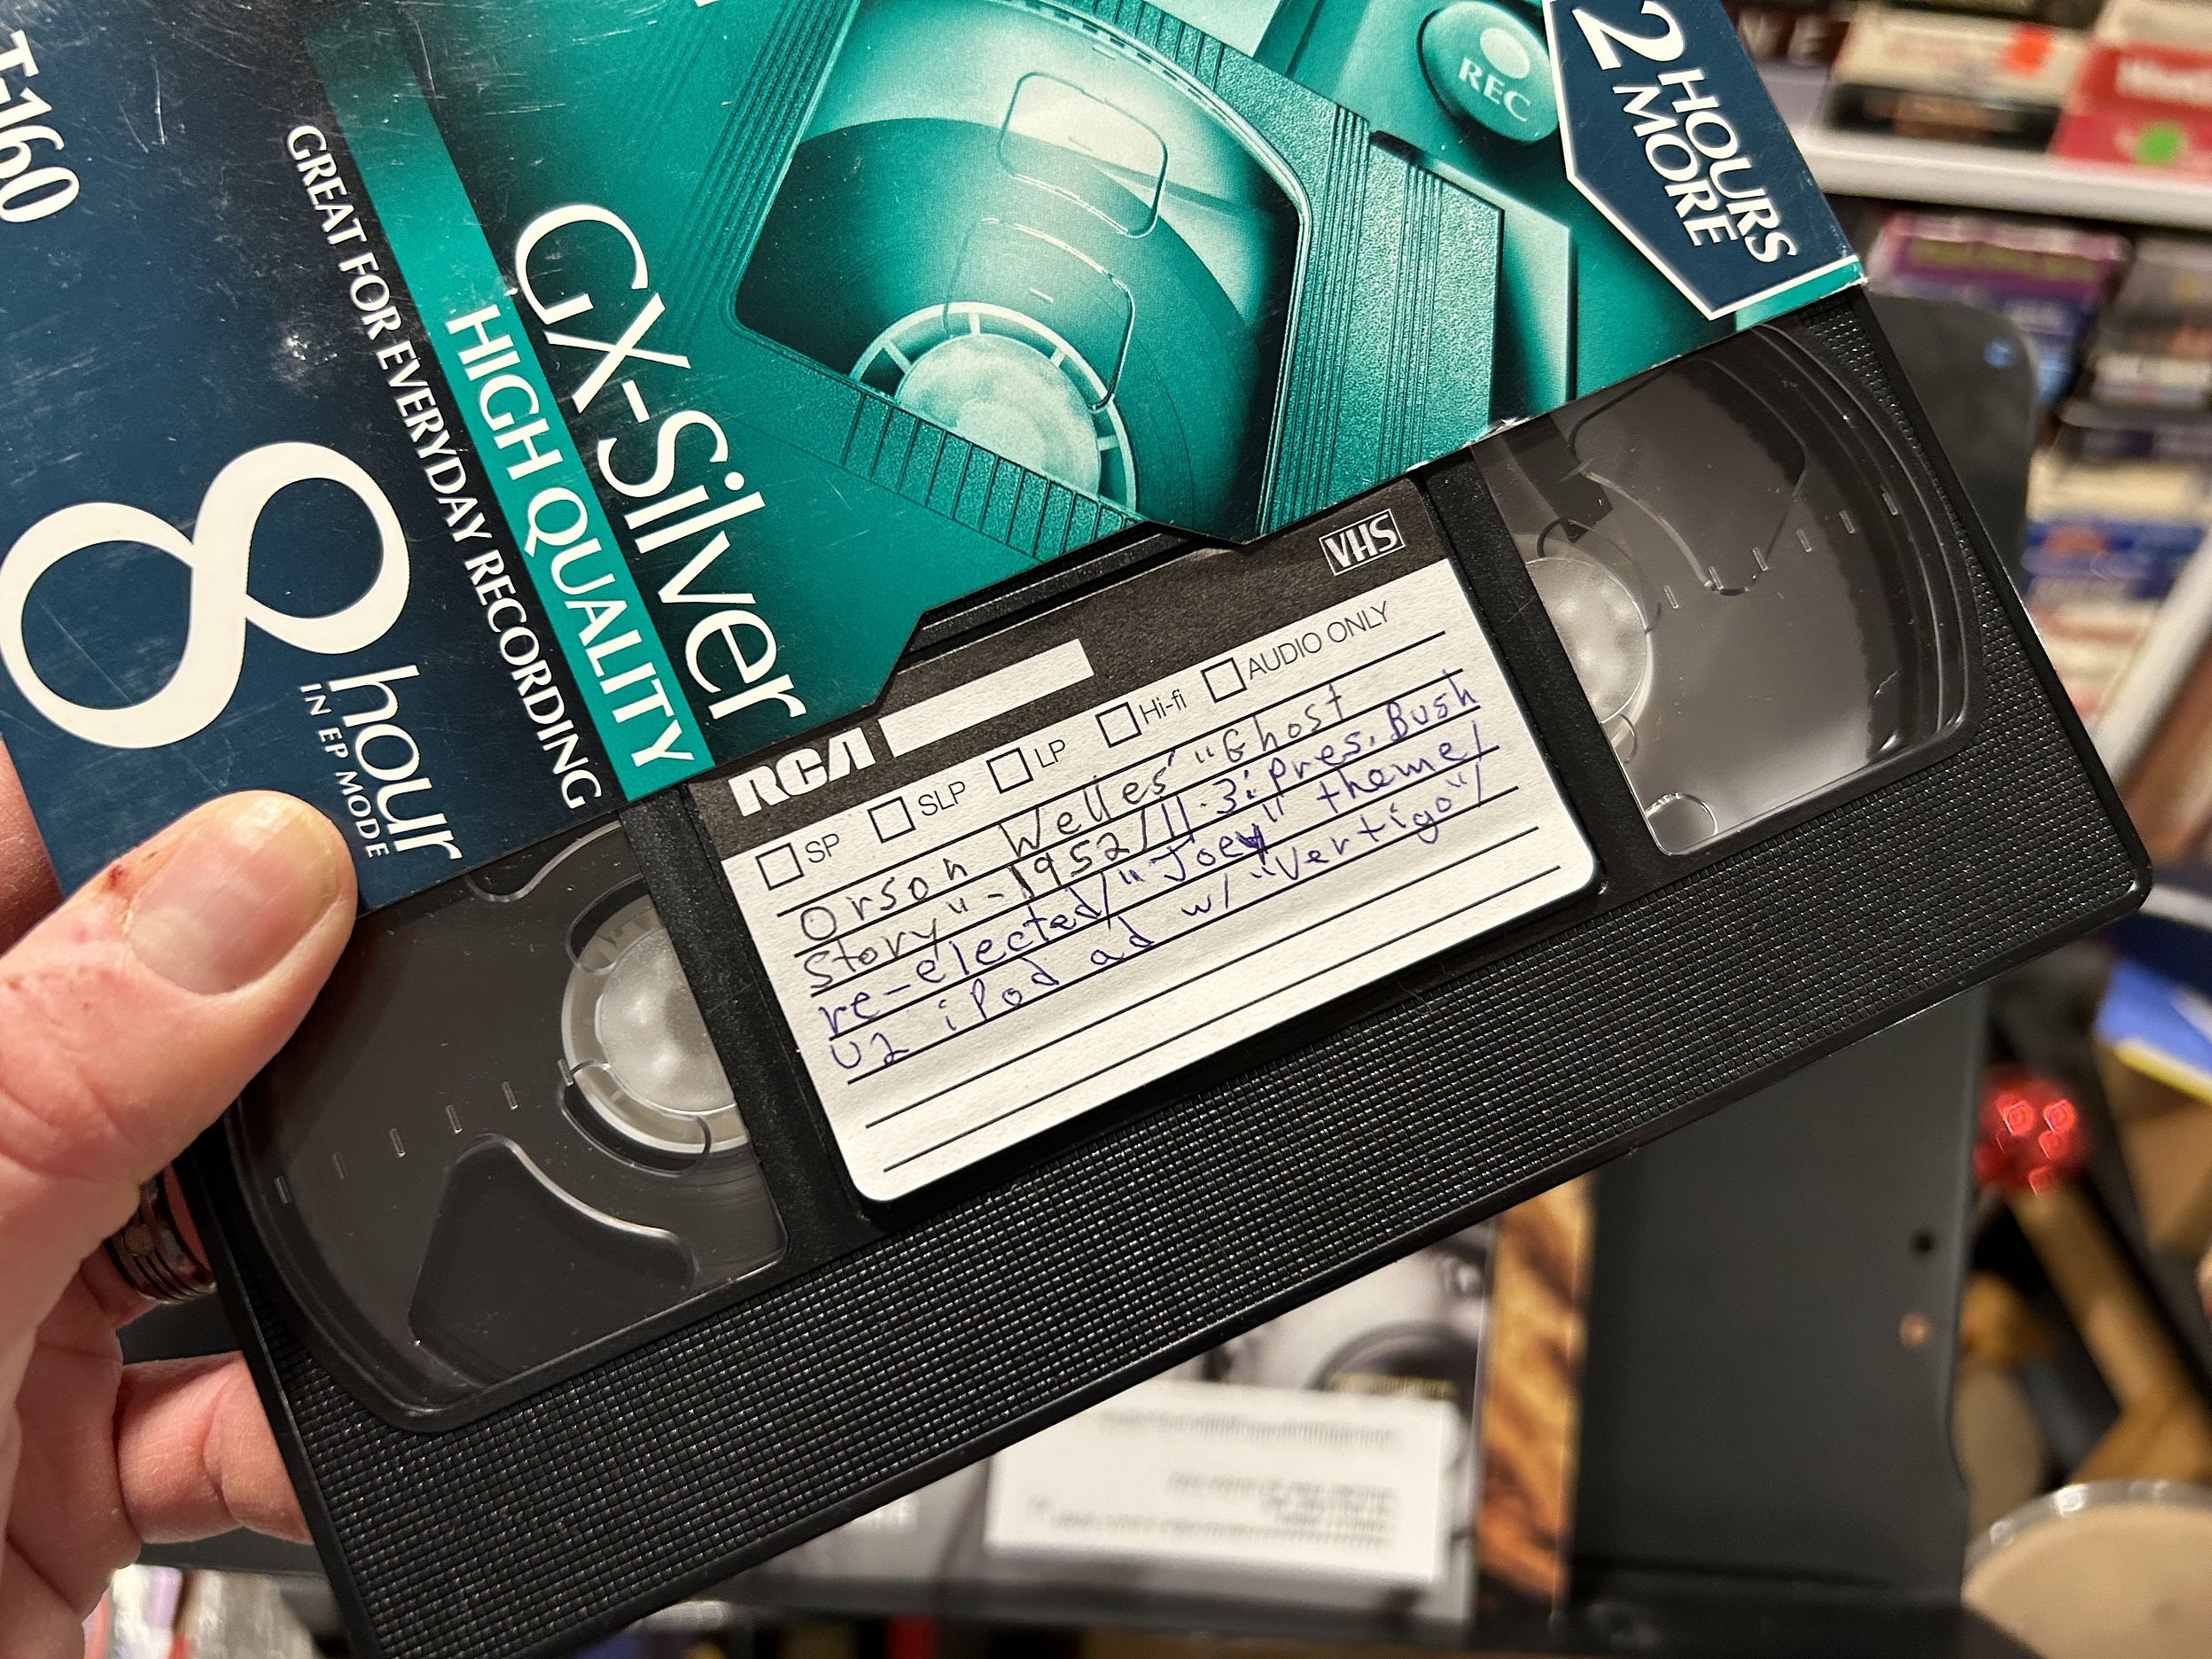 T-160
GREAT FOR EVERYDAY RECORDING
8 hour
IN EP MODE
HIGH QUALITY
GX-Silver
REC
2 HOURS
MORE
VHS
RCA
SP SLP LP Hi-fi AUDIO ONLY
Orson Welles' "Ghost
Story" - 1952/11·3: Pres. Bush
re-elected/ "Joey" theme/
U2 iPod ad w/ "Vertigo"/